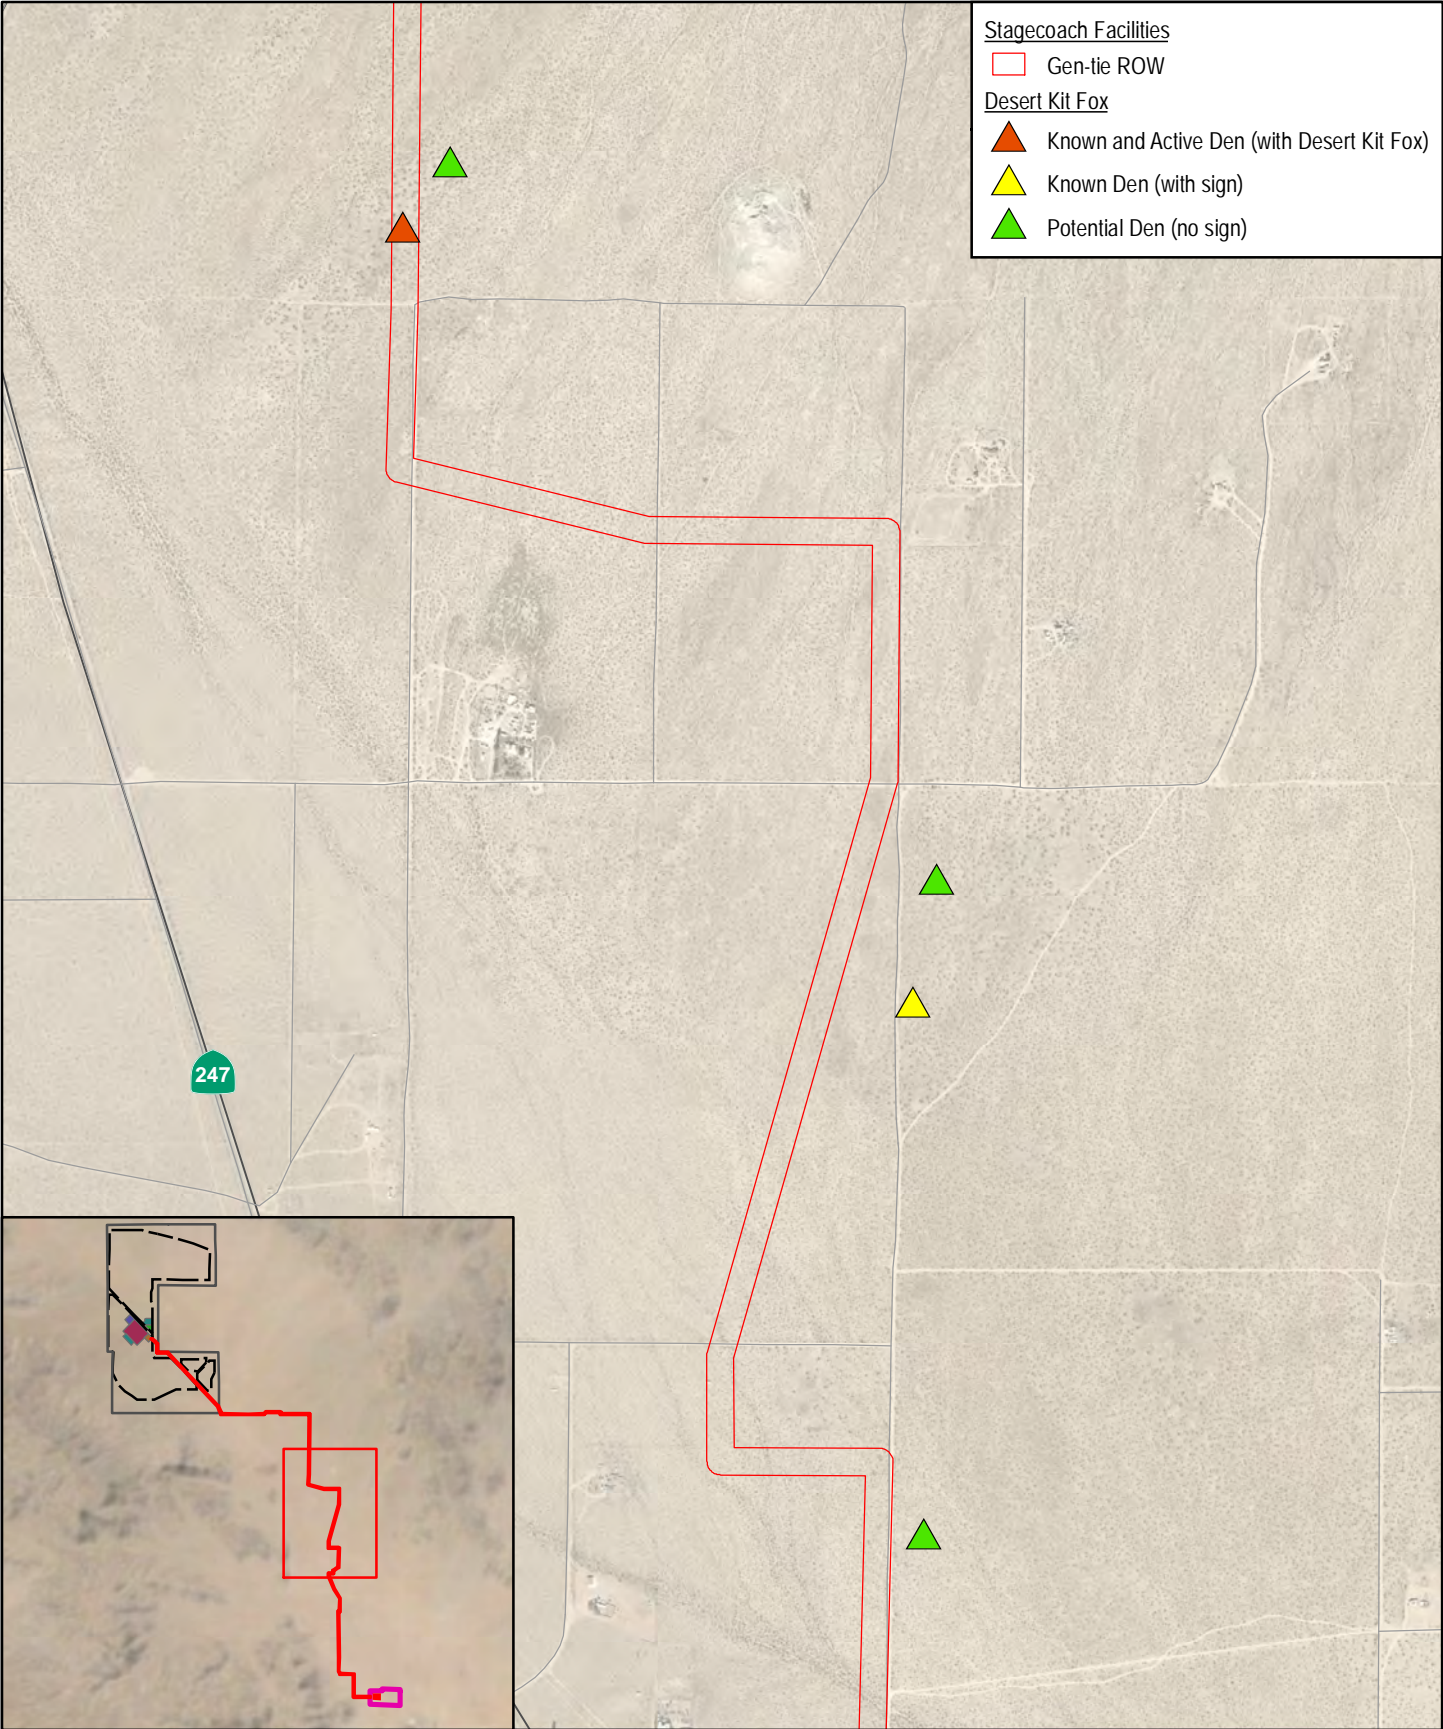 Stagecoach Facilities
Gen-tie ROW
Desert Kit Fox
Known and Active Den (with Desert Kit Fox)
Known Den (with sign)
Potential Den (no sign)
247